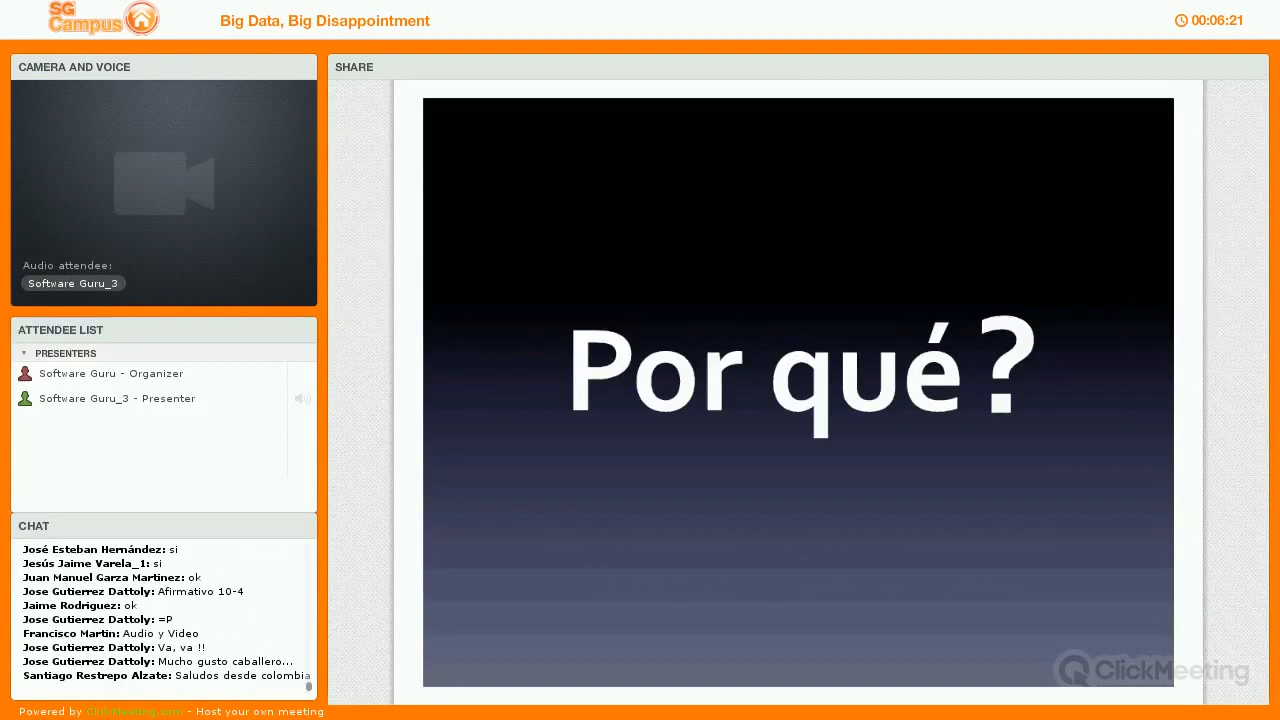 SG
Campus
Big Data, Big Disappointment
00:06:21
CAMERA AND VOICE
Audio attendee:
Software Guru_3
ATTENDEE LIST
PRESENTERS
Software Guru - Organizer
Software Guru_3 - Presenter
CHAT
José Esteban Hernández: si
Jesús Jaime Varela_1: si
Juan Manuel Garza Martinez: ok
Jose Gutierrez Dattoly: Afirmativo 10-4
Jaime Rodriguez: ok
Jose Gutierrez Dattoly: =P
Francisco Martin: Audio y Video
Jose Gutierrez Dattoly: Va, va !!
Jose Gutierrez Dattoly: Mucho gusto caballero...
Santiago Restrepo Alzate: Saludos desde colombia
Powered by ClickMeeting.com - Host your own meeting
SHARE
Por qué?
ClickMeeting